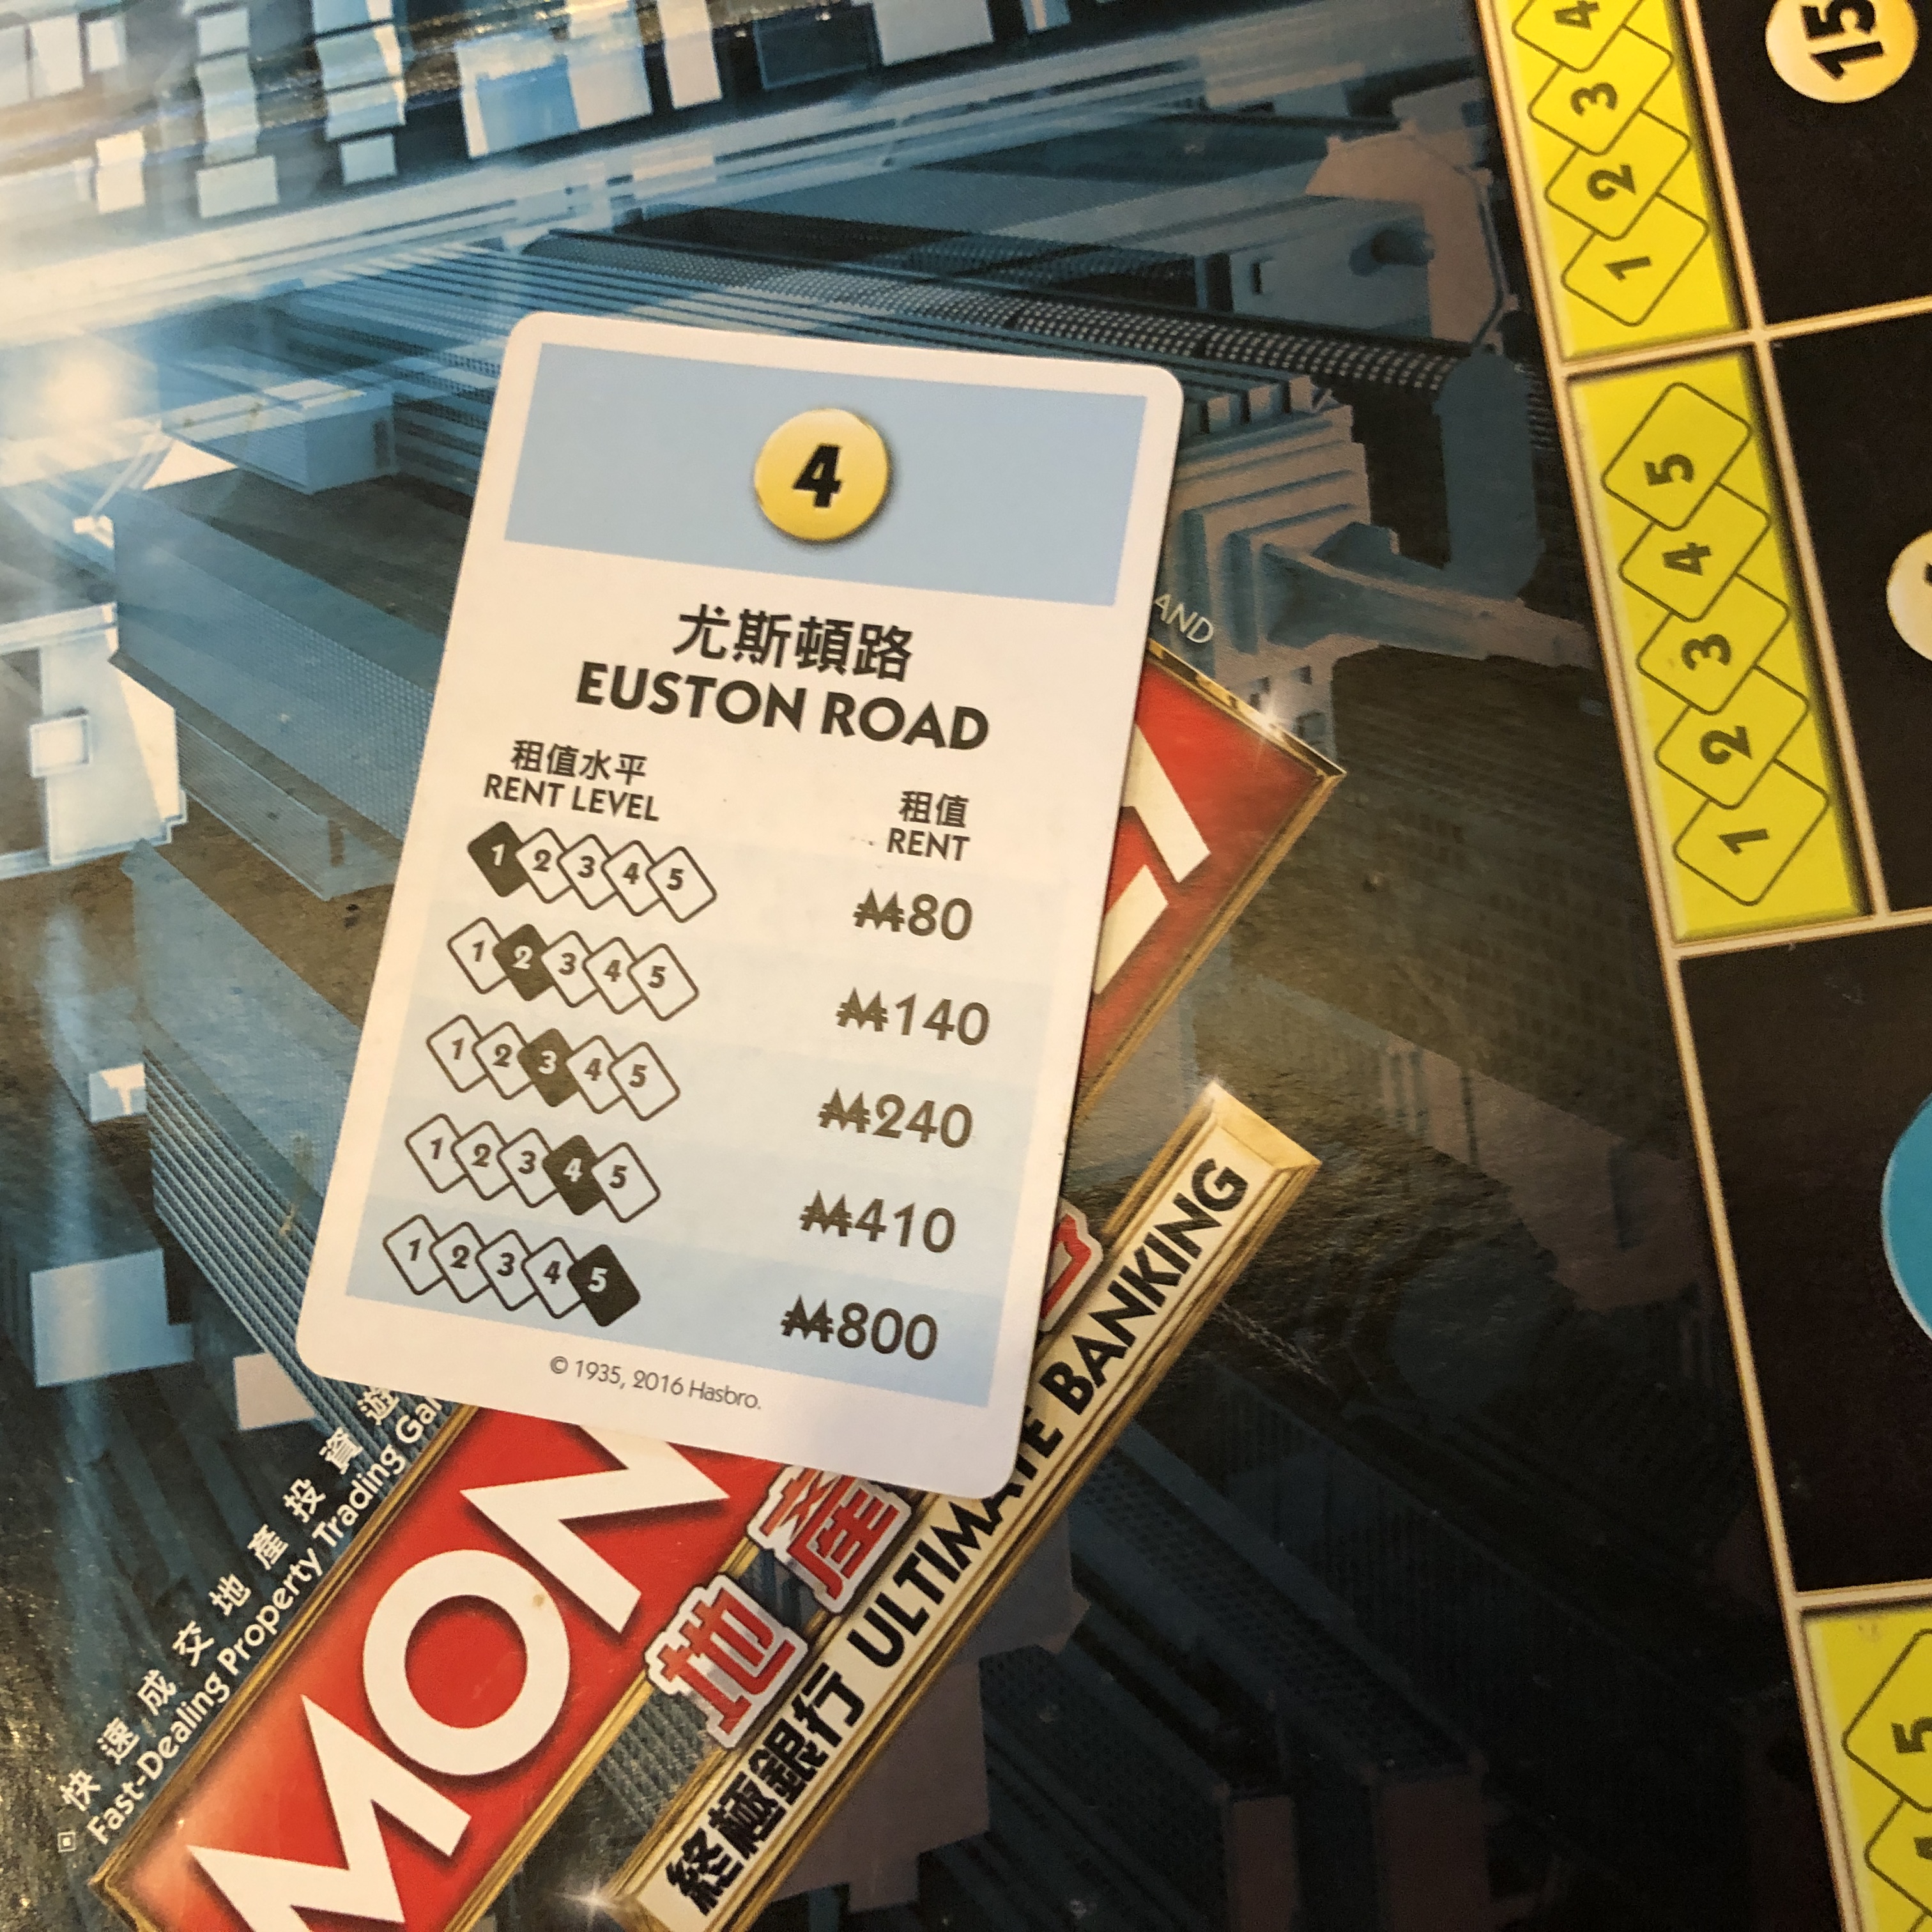 快速成交地產投資遊
Fast-Dealing Property Trading
MON
地產
終極銀行 ULTIMATE BANKING
AND
4
尤斯頓路
EUSTON ROAD
租值水平 租值
RENT LEVEL RENT
1 2 3 4 5 ₩80
1 2 3 4 5 ₩140
1 2 3 4 5 ₩240
1 2 3 4 5 ₩410
1 2 3 4 5 ₩800
© 1935, 2016 Hasbro.
1 2 3 4 5
1 2 3 4
15
4 5